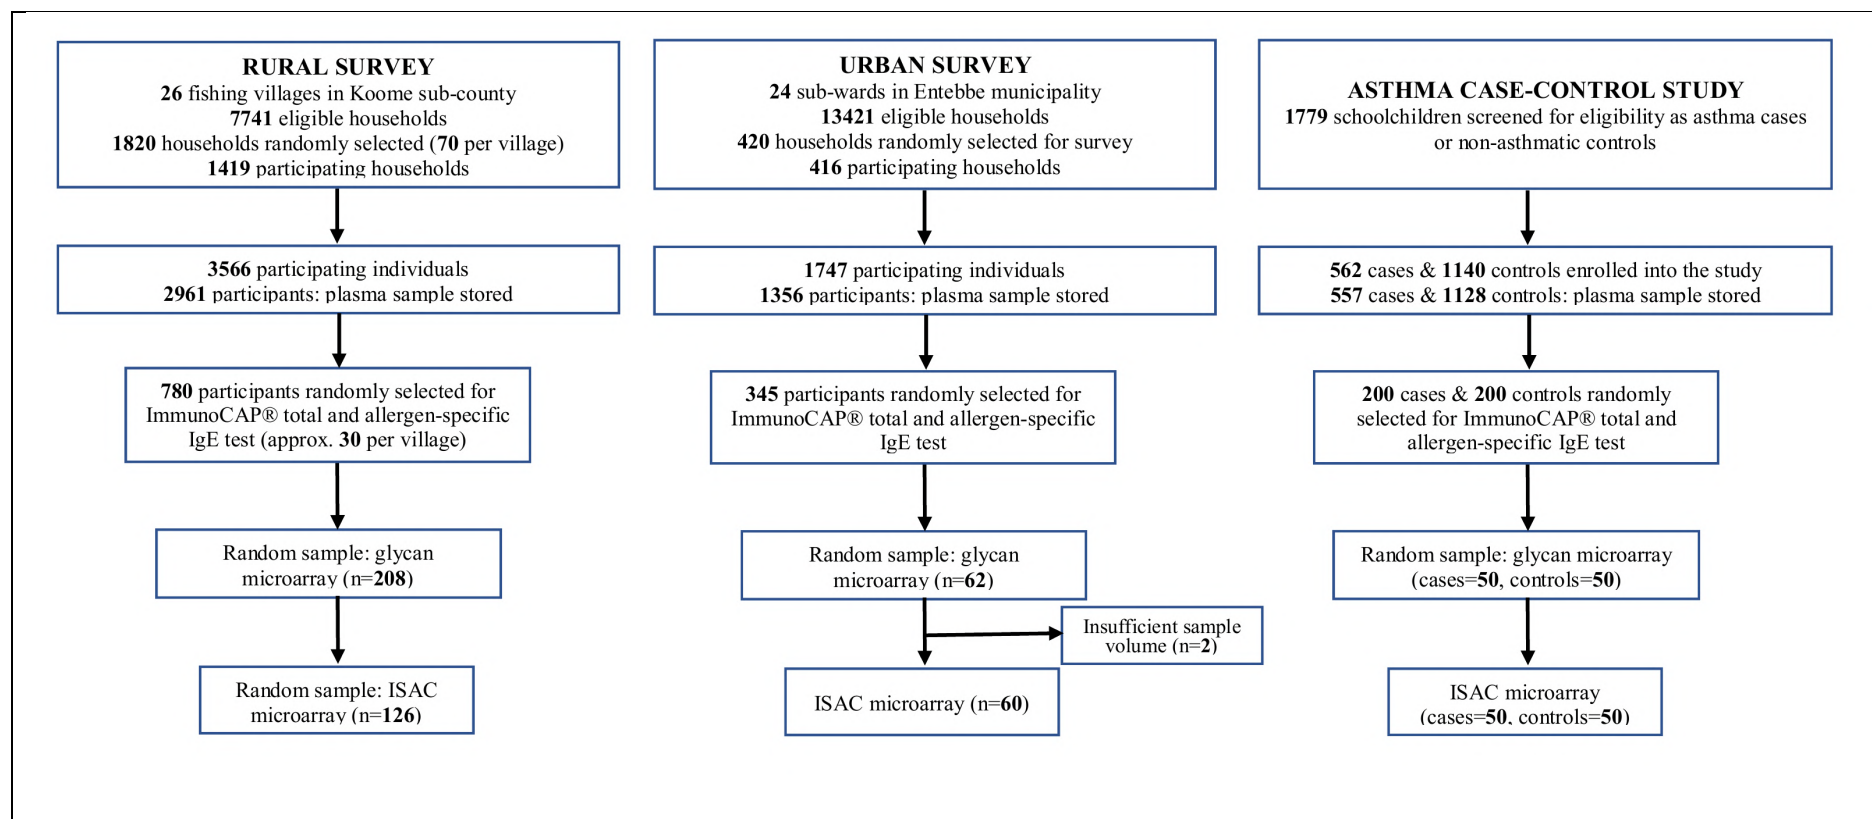 RURAL SURVEY
26 fishing villages in Koome sub-county
7741 eligible households
1820 households randomly selected (70 per village)
1419 participating households
3566 participating individuals
2961 participants: plasma sample stored
780 participants randomly selected for
ImmunoCAP® total and allergen-specific
IgE test (approx. 30 per village)
Random sample: glycan
microarray (n=208)
Random sample: ISAC
microarray (n=126)
URBAN SURVEY
24 sub-wards in Entebbe municipality
13421 eligible households
420 households randomly selected for survey
416 participating households
1747 participating individuals
1356 participants: plasma sample stored
345 participants randomly selected for
ImmunoCAP® total and allergen-specific
IgE test
Random sample: glycan
microarray (n=62)
Insufficient sample
volume (n=2)
ISAC microarray (n=60)
ASTHMA CASE-CONTROL STUDY
1779 schoolchildren screened for eligibility as asthma cases
or non-asthmatic controls
562 cases & 1140 controls enrolled into the study
557 cases & 1128 controls: plasma sample stored
200 cases & 200 controls randomly
selected for ImmunoCAP® total and
allergen-specific IgE test
Random sample: glycan microarray
(cases=50, controls=50)
ISAC microarray
(cases=50, controls=50)